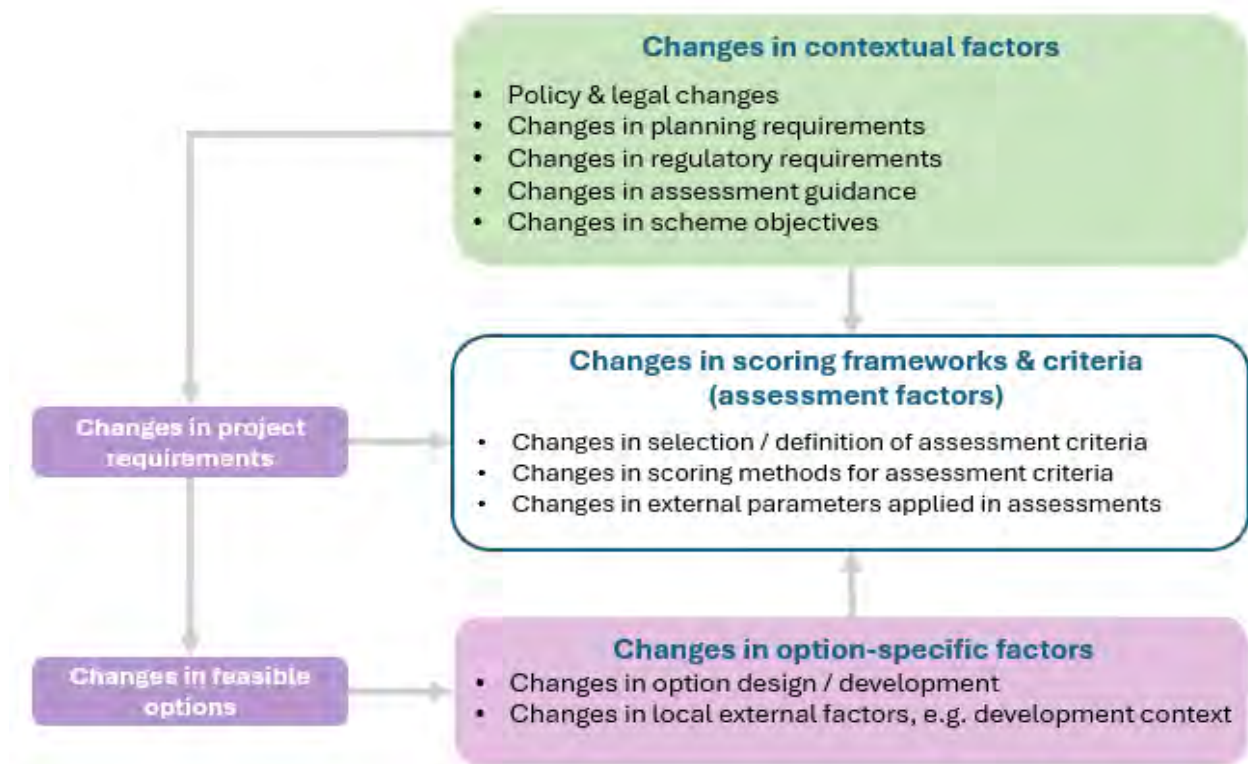 Changes in contextual factors
• Policy & legal changes
• Changes in planning requirements
• Changes in regulatory requirements
• Changes in assessment guidance
• Changes in scheme objectives
Changes in scoring frameworks & criteria
(assessment factors)
• Changes in selection / definition of assessment criteria
• Changes in scoring methods for assessment criteria
• Changes in external parameters applied in assessments
Changes in project
requirements
Changes in feasible
options
Changes in option-specific factors
• Changes in option design / development
• Changes in local external factors, e.g. development context